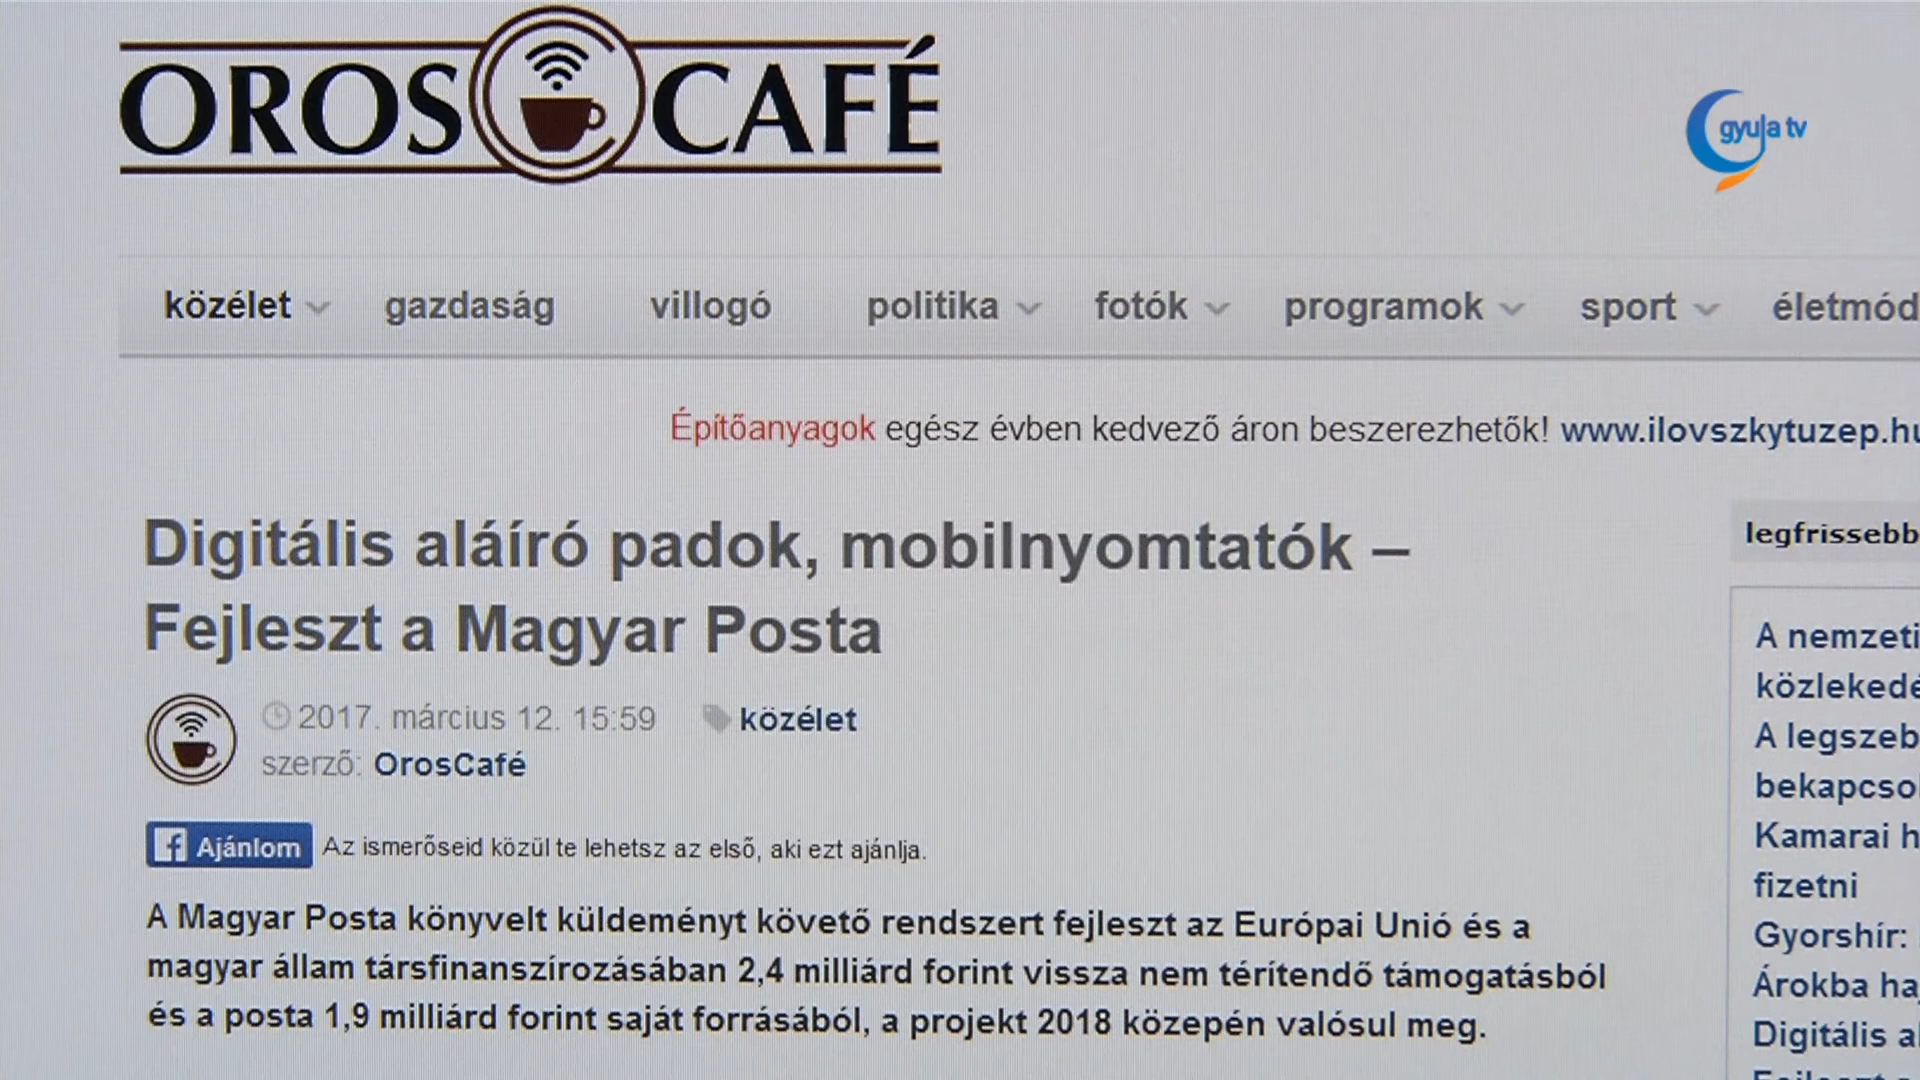 OROS CAFÉ
gyula tv
közélet gazdaság villogó politika fotók programok sport életmód
Építőanyagok egész évben kedvező áron beszerezhetők! www.ilovszkytuzep.hu
Digitális aláíró padok, mobilnyomtatók –
Fejleszt a Magyar Posta
2017. március 12. 15:59 közélet
szerző: OrosCafé
Ajánlom Az ismerőseid közül te lehetsz az első, aki ezt ajánlja.
A Magyar Posta könyvelt küldeményt követő rendszert fejleszt az Európai Unió és a
magyar állam társfinanszírozásában 2,4 milliárd forint vissza nem térítendő támogatásból
és a posta 1,9 milliárd forint saját forrásából, a projekt 2018 közepén valósul meg.
legfrissebb
A nemzeti
közlekedé
A legszeb
bekapcsol
Kamarai h
fizetni
Gyorshír:
Árokba ha
Digitális al